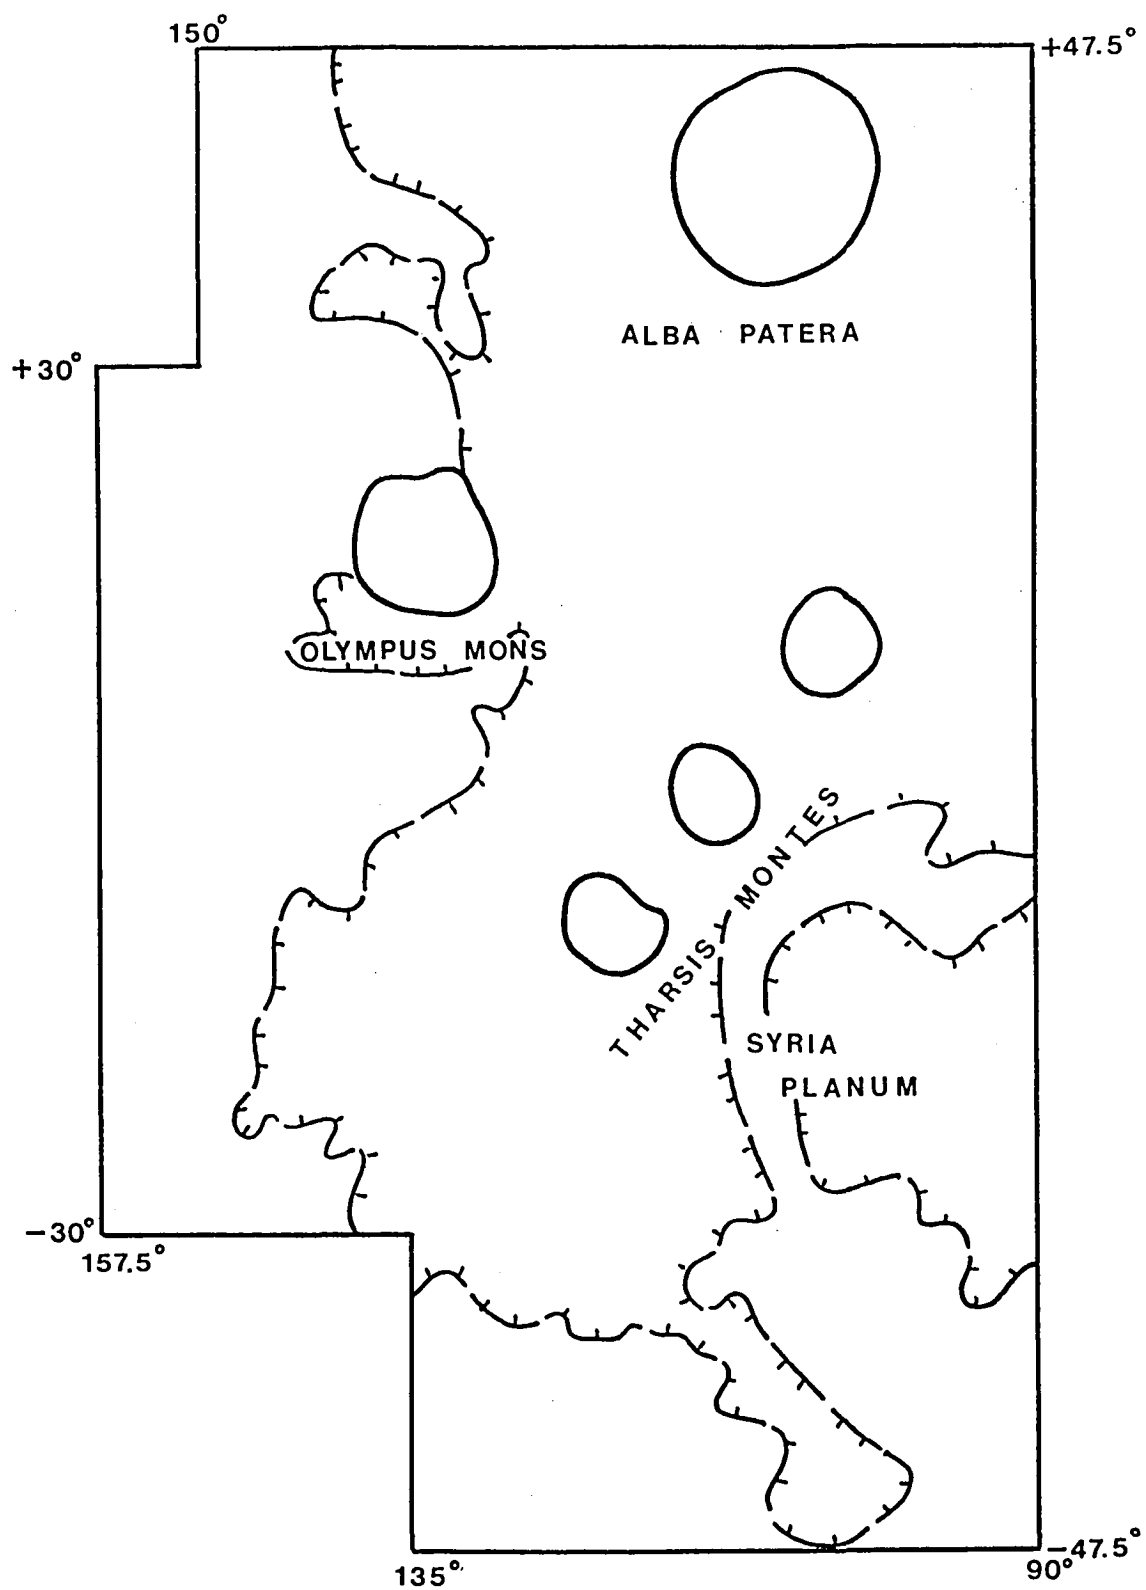 150°
+47.5°
ALBA PATERA
+30°
OLYMPUS MONS
THARSIS MONTES
SYRIA
PLANUM
-30°
157.5°
-47.5°
135°
90°